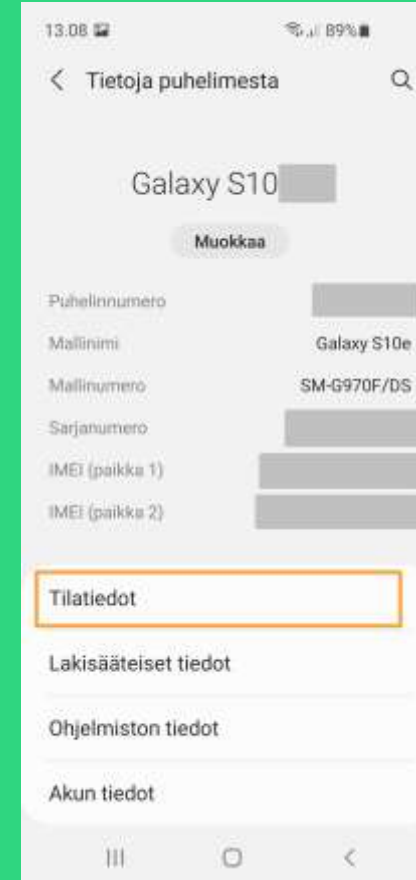 13.08 89%
Tietoja puhelimesta
Galaxy S10
Muokkaa
Puhelinnumero
Mallinimi Galaxy S10e
Mallinumero SM-G970F/DS
Sarjanumero
IMEI (paikka 1)
IMEI (paikka 2)
Tilatiedot
Lakisääteiset tiedot
Ohjelmiston tiedot
Akun tiedot